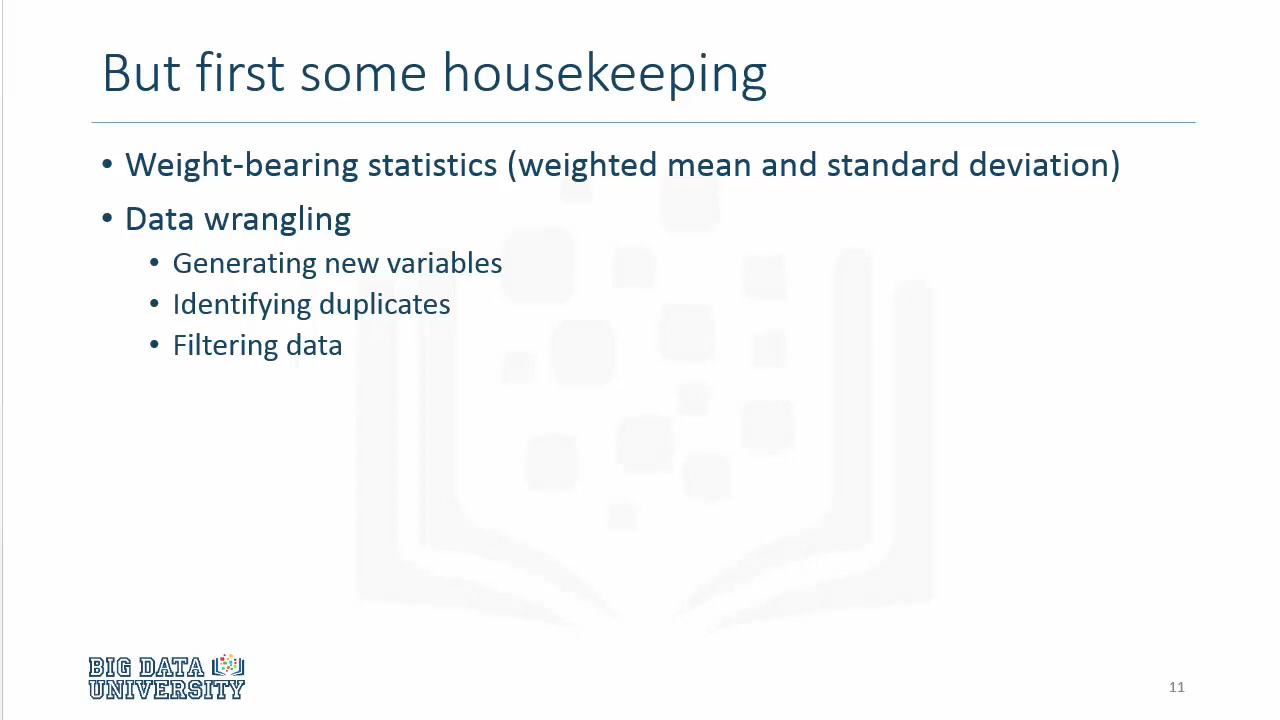 But first some housekeeping
• Weight-bearing statistics (weighted mean and standard deviation)
• Data wrangling
• Generating new variables
• Identifying duplicates
• Filtering data
BIG DATA
UNIVERSITY
11